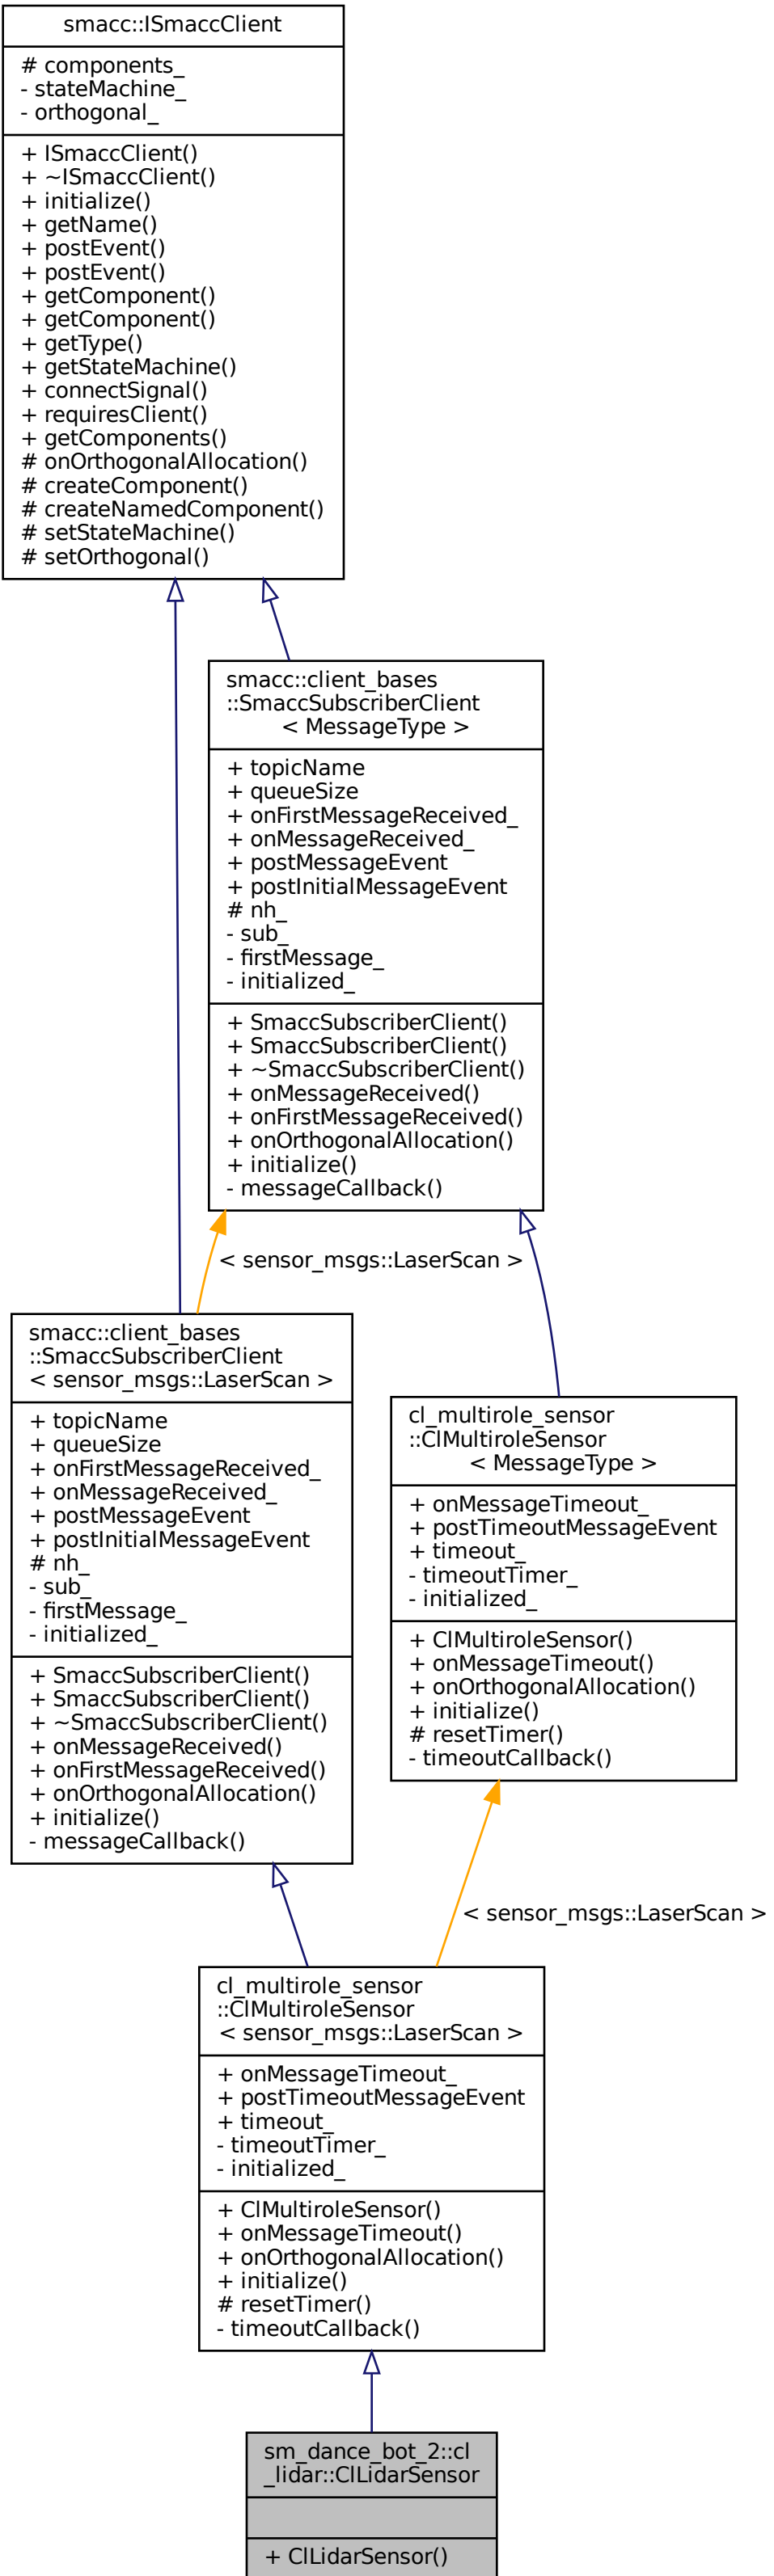 smacc::ISmaccClient
# components_
- stateMachine_
- orthogonal_
+ ISmaccClient()
+ ~ISmaccClient()
+ initialize()
+ getName()
+ postEvent()
+ postEvent()
+ getComponent()
+ getComponent()
+ getType()
+ getStateMachine()
+ connectSignal()
+ requiresClient()
+ getComponents()
# onOrthogonalAllocation()
# createComponent()
# createNamedComponent()
# setStateMachine()
# setOrthogonal()
smacc::client_bases
::SmaccSubscriberClient
< MessageType >
+ topicName
+ queueSize
+ onFirstMessageReceived_
+ onMessageReceived_
+ postMessageEvent
+ postInitialMessageEvent
# nh_
- sub_
- firstMessage_
- initialized_
+ SmaccSubscriberClient()
+ SmaccSubscriberClient()
+ ~SmaccSubscriberClient()
+ onMessageReceived()
+ onFirstMessageReceived()
+ onOrthogonalAllocation()
+ initialize()
- messageCallback()
< sensor_msgs::LaserScan >
smacc::client_bases
::SmaccSubscriberClient
< sensor_msgs::LaserScan >
+ topicName
+ queueSize
+ onFirstMessageReceived_
+ onMessageReceived_
+ postMessageEvent
+ postInitialMessageEvent
# nh_
- sub_
- firstMessage_
- initialized_
+ SmaccSubscriberClient()
+ SmaccSubscriberClient()
+ ~SmaccSubscriberClient()
+ onMessageReceived()
+ onFirstMessageReceived()
+ onOrthogonalAllocation()
+ initialize()
- messageCallback()
cl_multirole_sensor
::ClMultiroleSensor
< MessageType >
+ onMessageTimeout_
+ postTimeoutMessageEvent
+ timeout_
- timeoutTimer_
- initialized_
+ ClMultiroleSensor()
+ onMessageTimeout()
+ onOrthogonalAllocation()
+ initialize()
# resetTimer()
- timeoutCallback()
< sensor_msgs::LaserScan >
cl_multirole_sensor
::ClMultiroleSensor
< sensor_msgs::LaserScan >
+ onMessageTimeout_
+ postTimeoutMessageEvent
+ timeout_
- timeoutTimer_
- initialized_
+ ClMultiroleSensor()
+ onMessageTimeout()
+ onOrthogonalAllocation()
+ initialize()
# resetTimer()
- timeoutCallback()
sm_dance_bot_2::cl
_lidar::ClLidarSensor
+ ClLidarSensor()